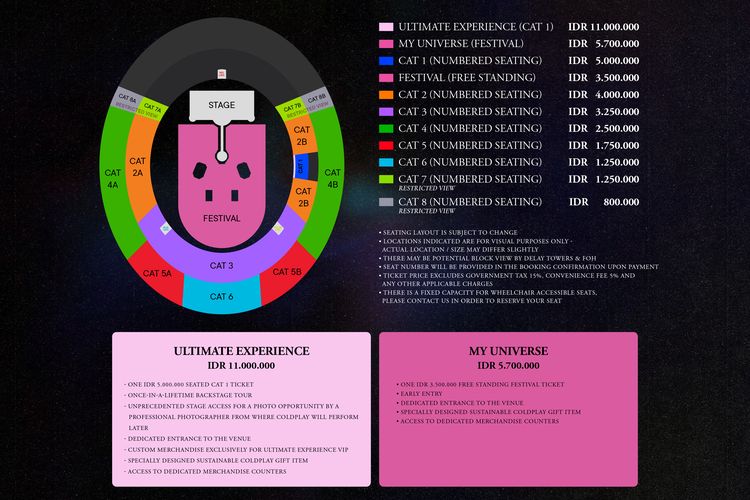 CAT 8A
RESTRICTED VIEW
CAT 7A
STAGE
CAT 7B
CAT 8B
RESTRICTED VIEW
CAT 4A
CAT 2A
CAT 2B
CAT 1
CAT 2B
CAT 4B
FESTIVAL
CAT 3
CAT 5A
CAT 5B
CAT 6
ULTIMATE EXPERIENCE (CAT 1) IDR 11.000.000
MY UNIVERSE (FESTIVAL) IDR 5.700.000
CAT 1 (NUMBERED SEATING) IDR 5.000.000
FESTIVAL (FREE STANDING) IDR 3.500.000
CAT 2 (NUMBERED SEATING) IDR 4.000.000
CAT 3 (NUMBERED SEATING) IDR 3.250.000
CAT 4 (NUMBERED SEATING) IDR 2.500.000
CAT 5 (NUMBERED SEATING) IDR 1.750.000
CAT 6 (NUMBERED SEATING) IDR 1.250.000
CAT 7 (NUMBERED SEATING) IDR 1.250.000
RESTRICTED VIEW
CAT 8 (NUMBERED SEATING) IDR 800.000
RESTRICTED VIEW
• SEATING LAYOUT IS SUBJECT TO CHANGE
• LOCATIONS INDICATED ARE FOR VISUAL PURPOSES ONLY -
ACTUAL LOCATION / SIZE MAY DIFFER SLIGHTLY
• THERE MAY BE POTENTIAL BLOCK VIEW BY DELAY TOWERS & FOH
• SEAT NUMBER WILL BE PROVIDED IN THE BOOKING CONFIRMATION UPON PAYMENT
• TICKET PRICE EXCLUDES GOVERNMENT TAX 15%, CONVENIENCE FEE 5% AND
ANY OTHER APPLICABLE CHARGES
• THERE IS A FIXED CAPACITY FOR WHEELCHAIR ACCESSIBLE SEATS,
PLEASE CONTACT US IN ORDER TO RESERVE YOUR SEAT
ULTIMATE EXPERIENCE
IDR 11.000.000
- ONE IDR 5.000.000 SEATED CAT 1 TICKET
- ONCE-IN-A-LIFETIME BACKSTAGE TOUR
- UNPRECEDENTED STAGE ACCESS FOR A PHOTO OPPORTUNITY BY A
PROFESSIONAL PHOTOGRAPHER FROM WHERE COLDPLAY WILL PERFORM
LATER
- DEDICATED ENTRANCE TO THE VENUE
- CUSTOM MERCHANDISE EXCLUSIVELY FOR ULTIMATE EXPERIENCE VIP
- SPECIALLY DESIGNED SUSTAINABLE COLDPLAY GIFT ITEM
- ACCESS TO DEDICATED MERCHANDISE COUNTERS
MY UNIVERSE
IDR 5.700.000
• ONE IDR 3.500.000 FREE STANDING FESTIVAL TICKET
• EARLY ENTRY
• DEDICATED ENTRANCE TO THE VENUE
• SPECIALLY DESIGNED SUSTAINABLE COLDPLAY GIFT ITEM
• ACCESS TO DEDICATED MERCHANDISE COUNTERS